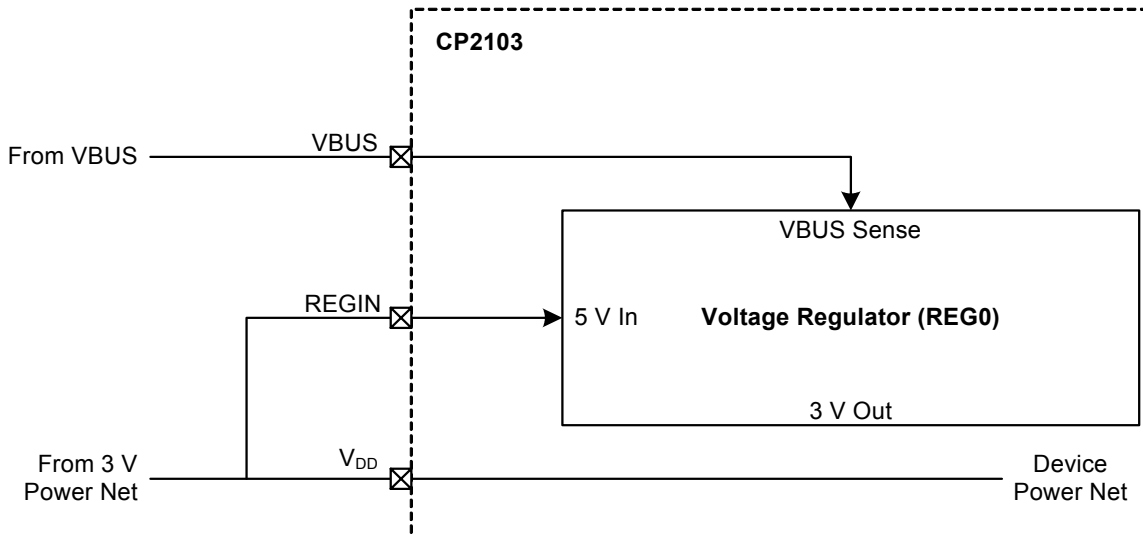 CP2103
VBUS
From VBUS
VBUS Sense
REGIN
5 V In
Voltage Regulator (REG0)
3 V Out
From 3 V
Power Net
VDD
Device
Power Net